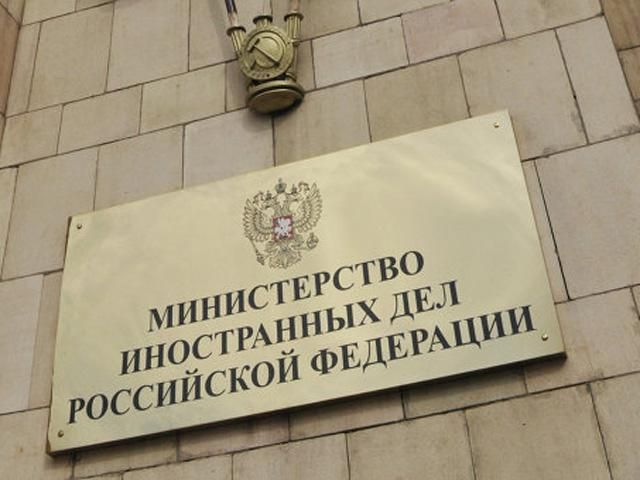 МИНИСТЕРСТВО
ИНОСТРАННЫХ ДЕЛ
РОССИЙСКОЙ ФЕДЕРАЦИИ